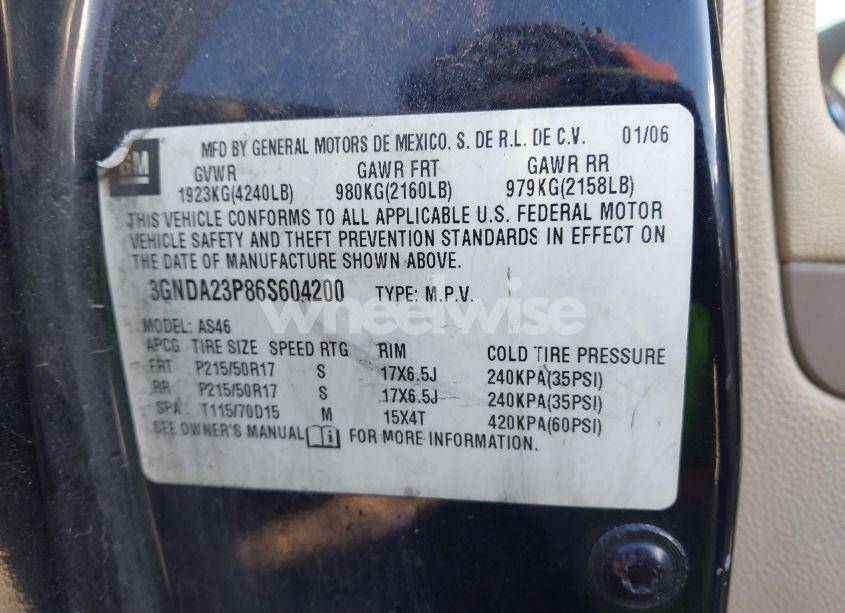 MFD BY GENERAL MOTORS DE MEXICO, S. DE R.L. DE C.V. 01/06
GM
GVWR GAWR FRT GAWR RR
1923KG(4240LB) 980KG(2160LB) 979KG(2158LB)
THIS VEHICLE CONFORMS TO ALL APPLICABLE U.S. FEDERAL MOTOR
VEHICLE SAFETY AND THEFT PREVENTION STANDARDS IN EFFECT ON
THE DATE OF MANUFACTURE SHOWN ABOVE.
3GNDA23P86S604200 TYPE: M.P.V.
wheelwise
MODEL: AS46
APCG TIRE SIZE SPEED RTG RIM COLD TIRE PRESSURE
FRT P215/50R17 S 17X6.5J 240KPA(35PSI)
RR P215/50R17 S 17X6.5J 240KPA(35PSI)
SPA T115/70D15 M 15X4T 420KPA(60PSI)
SEE OWNER'S MANUAL FOR MORE INFORMATION.